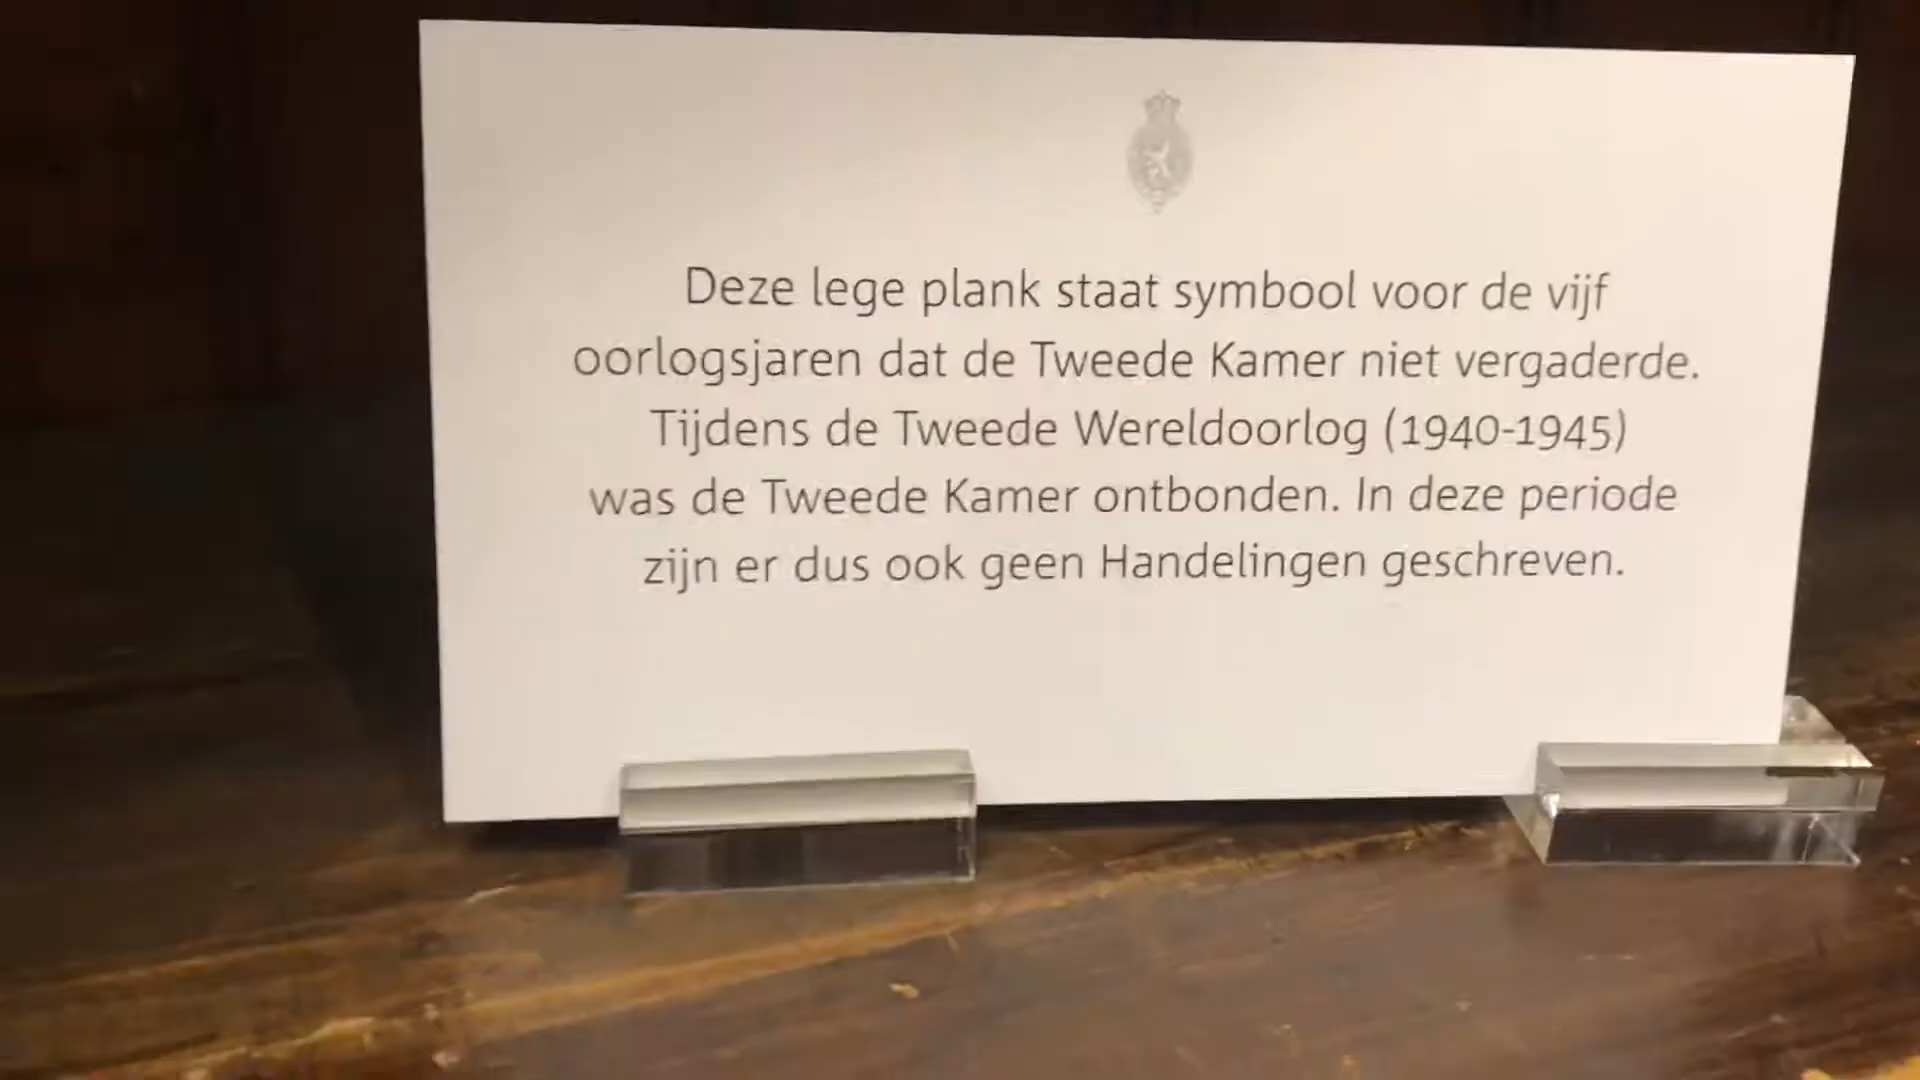 Deze lege plank staat symbool voor de vijf
oorlogsjaren dat de Tweede Kamer niet vergaderde.
Tijdens de Tweede Wereldoorlog (1940-1945)
was de Tweede Kamer ontbonden. In deze periode
zijn er dus ook geen Handelingen geschreven.